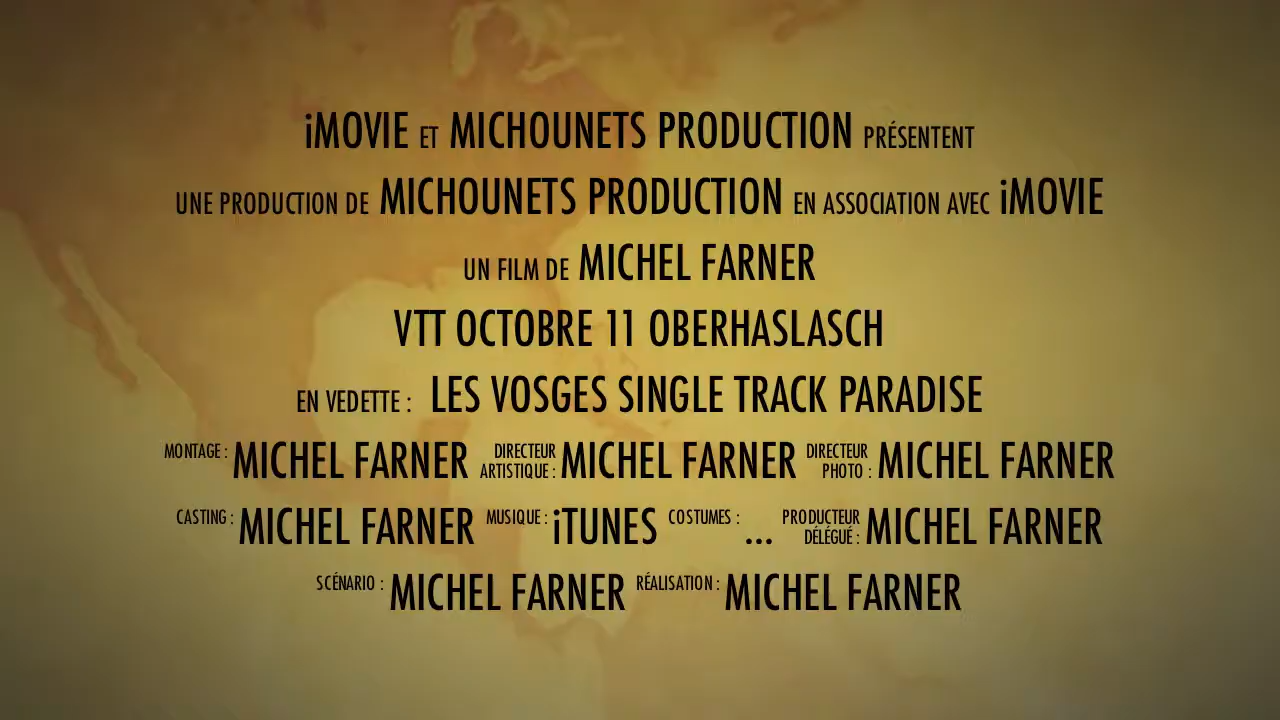 iMOVIE ET MICHOUNETS PRODUCTION PRÉSENTENT
UNE PRODUCTION DE MICHOUNETS PRODUCTION EN ASSOCIATION AVEC iMOVIE
UN FILM DE MICHEL FARNER
VTT OCTOBRE 11 OBERHASLASCH
EN VEDETTE : LES VOSGES SINGLE TRACK PARADISE
MONTAGE : MICHEL FARNER DIRECTEUR ARTISTIQUE : MICHEL FARNER DIRECTEUR PHOTO : MICHEL FARNER
CASTING : MICHEL FARNER MUSIQUE : iTUNES COSTUMES : ... PRODUCTEUR DÉLÉGUÉ : MICHEL FARNER
SCÉNARIO : MICHEL FARNER RÉALISATION : MICHEL FARNER